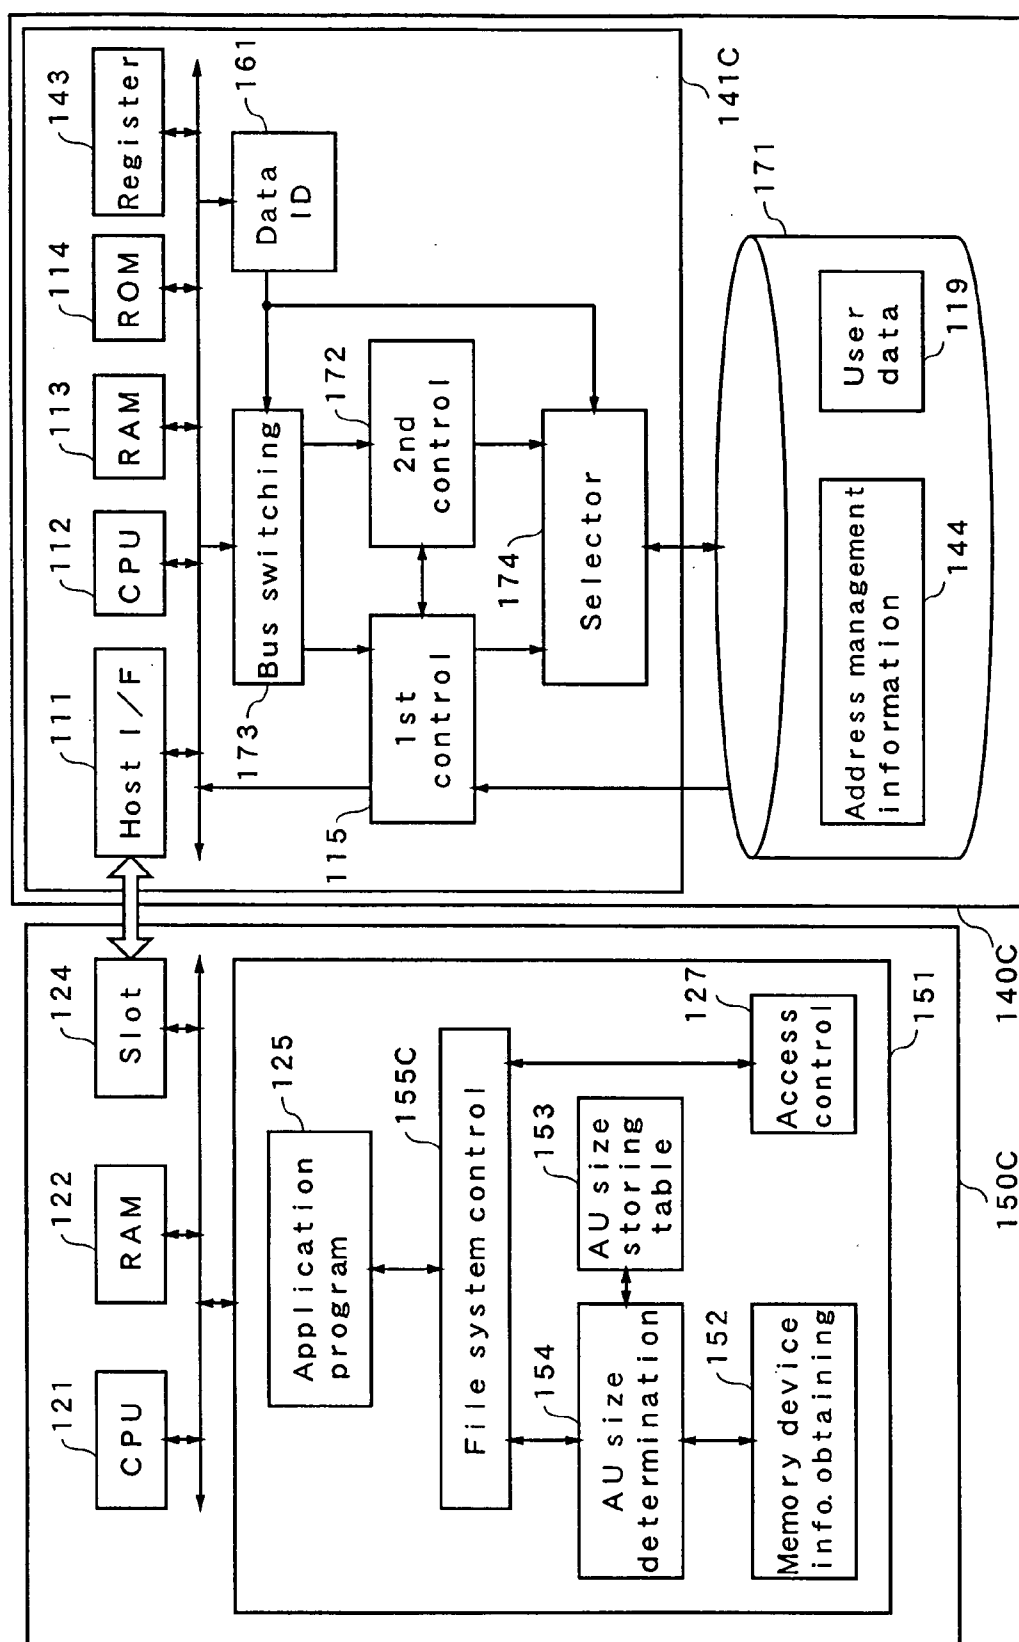 121
CPU
122
RAM
124
Slot
125
Application
program
155C
File system control
154
AU size
determination
153
AU size
storing
table
152
Memory device
info. obtaining
127
Access
control
151
150C
140C
111
Host I/F
112
CPU
113
RAM
114
ROM
143
Register
173
Bus switching
161
Data
ID
115
1st
control
172
2nd
control
174
Selector
141C
171
Address management
information
144
User
data
119